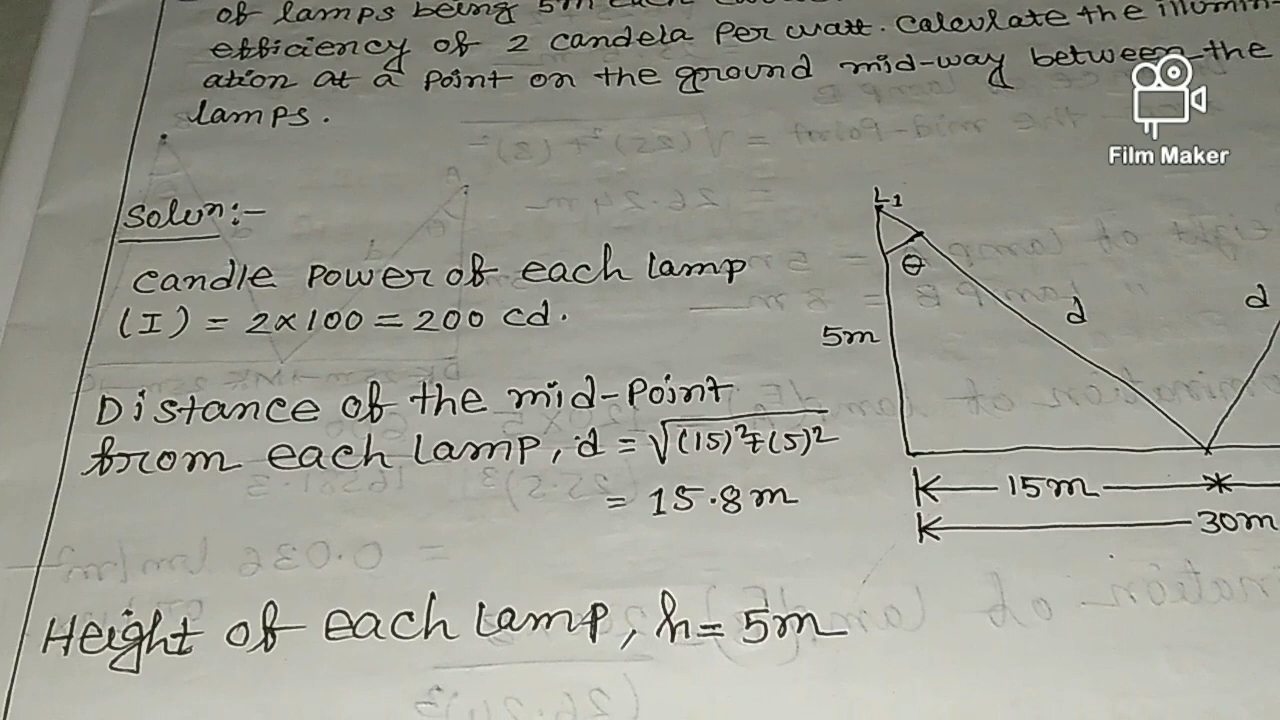 of lamps being 5m each
efficiency of 2 candela per watt. Calculate the illumin-
ation at a point on the ground mid-way between the
lamps.
Film Maker
Solun:-
Candle power of each lamp
(I) = 2×100 = 200 cd.
Distance of the mid-point
from each lamp, d = √(15)²+(5)²
= 15.8m
Height of each lamp, h = 5m
L1
θ
d
d
5m
15m
30m